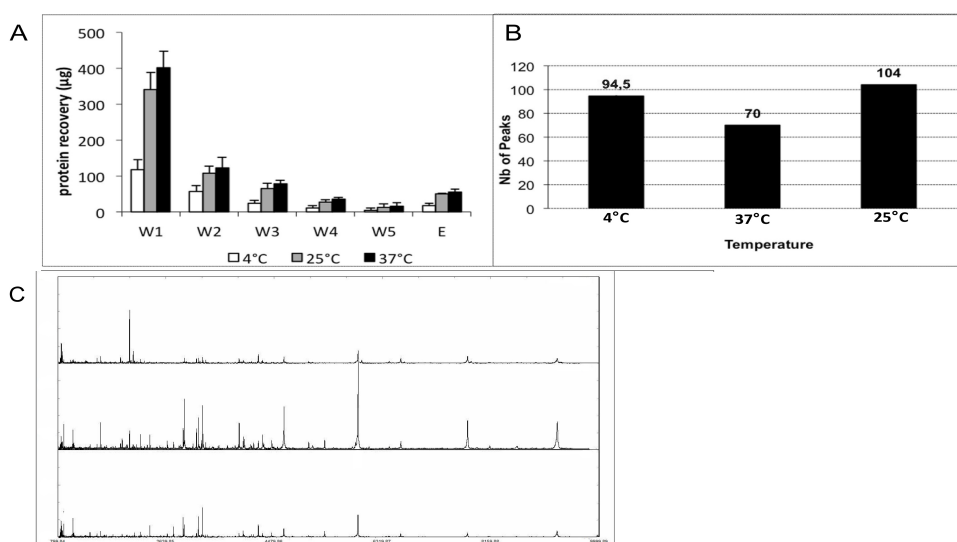 A
protein recovery (µg)
500
400
300
200
100
0
W1 W2 W3 W4 W5 E
4°C 25°C 37°C
B
Nb of Peaks
120
100
80
60
40
20
0
94,5
70
104
4°C 37°C 25°C
Temperature
C